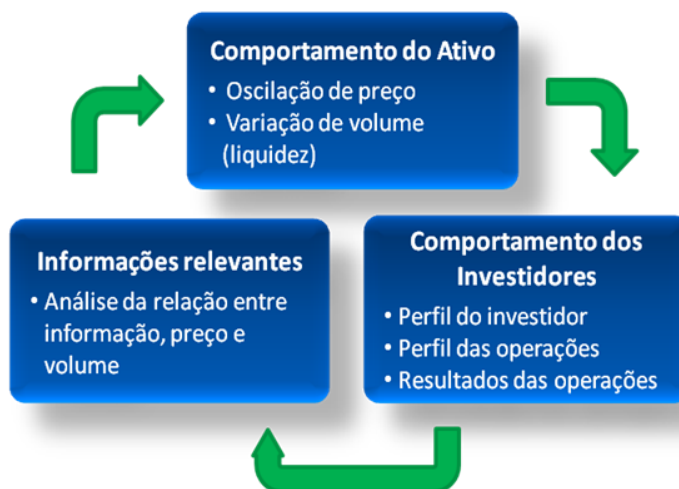 Comportamento do Ativo
• Oscilação de preço
• Variação de volume
(liquidez)
Comportamento dos
Investidores
• Perfil do investidor
• Perfil das operações
• Resultados das operações
Informações relevantes
• Análise da relação entre
informação, preço e
volume